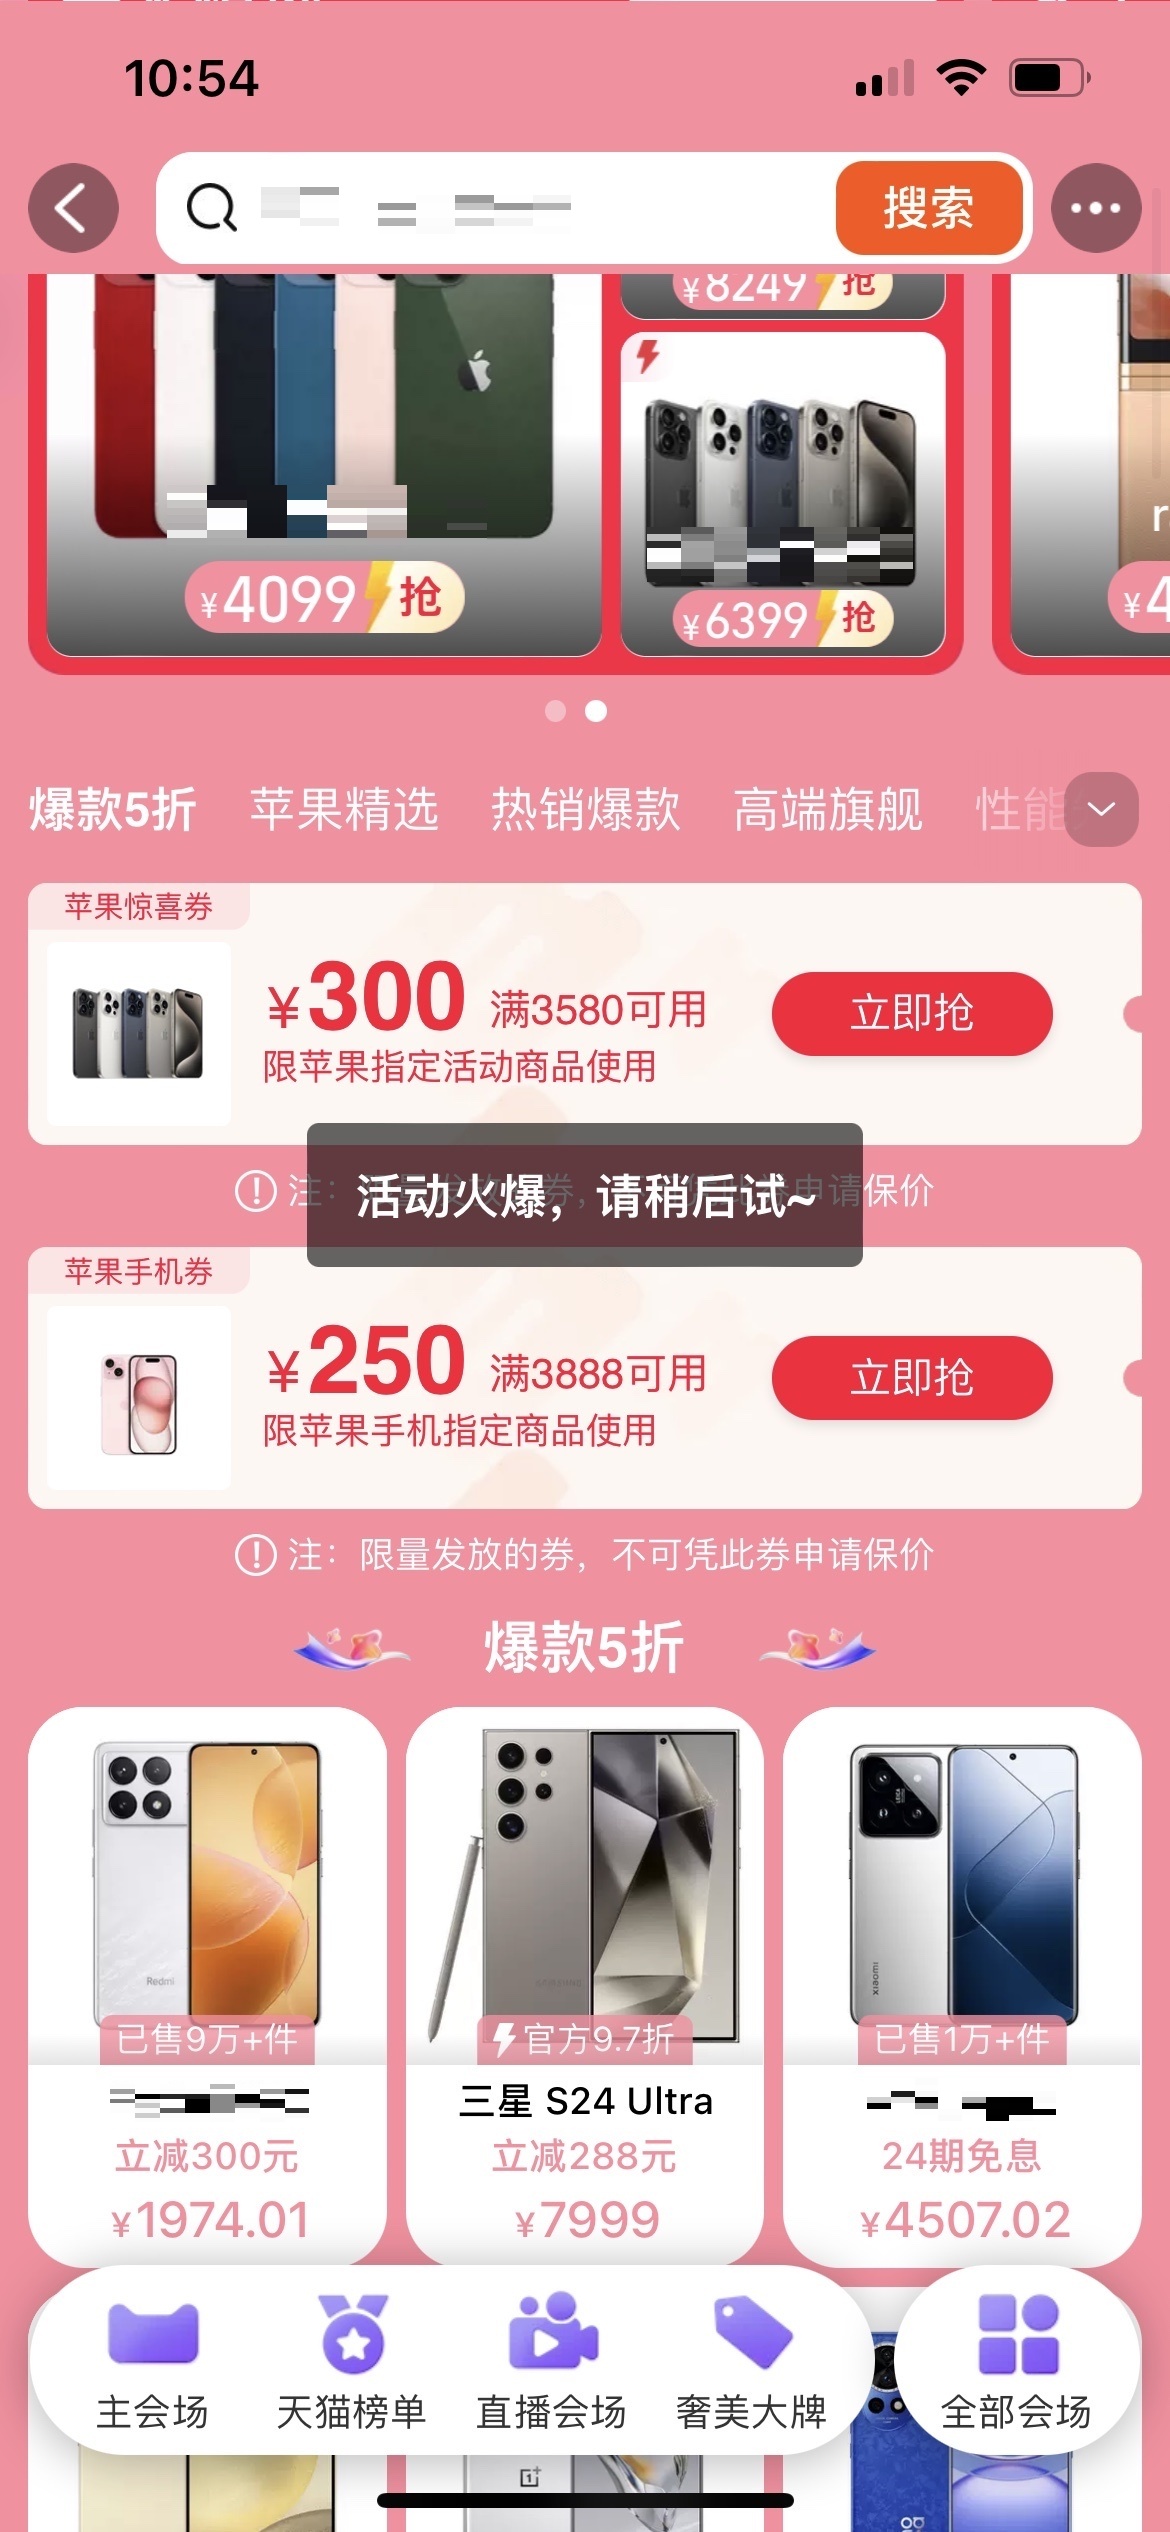 10:54
搜索
¥8249 抢
¥4099 抢
¥6399 抢
¥4
爆款5折 苹果精选 热销爆款 高端旗舰 性能
苹果惊喜券
¥300 满3580可用
限苹果指定活动商品使用
立即抢
活动火爆，请稍后试~
注： 券， 申请保价
苹果手机券
¥250 满3888可用
限苹果手机指定商品使用
立即抢
注：限量发放的券，不可凭此券申请保价
爆款5折
Redmi
SAMSUNG
xiaomi
已售9万+件
官方9.7折
已售1万+件
三星 S24 Ultra
立减300元
立减288元
24期免息
¥1974.01
¥7999
¥4507.02
主会场 天猫榜单 直播会场 奢美大牌 全部会场